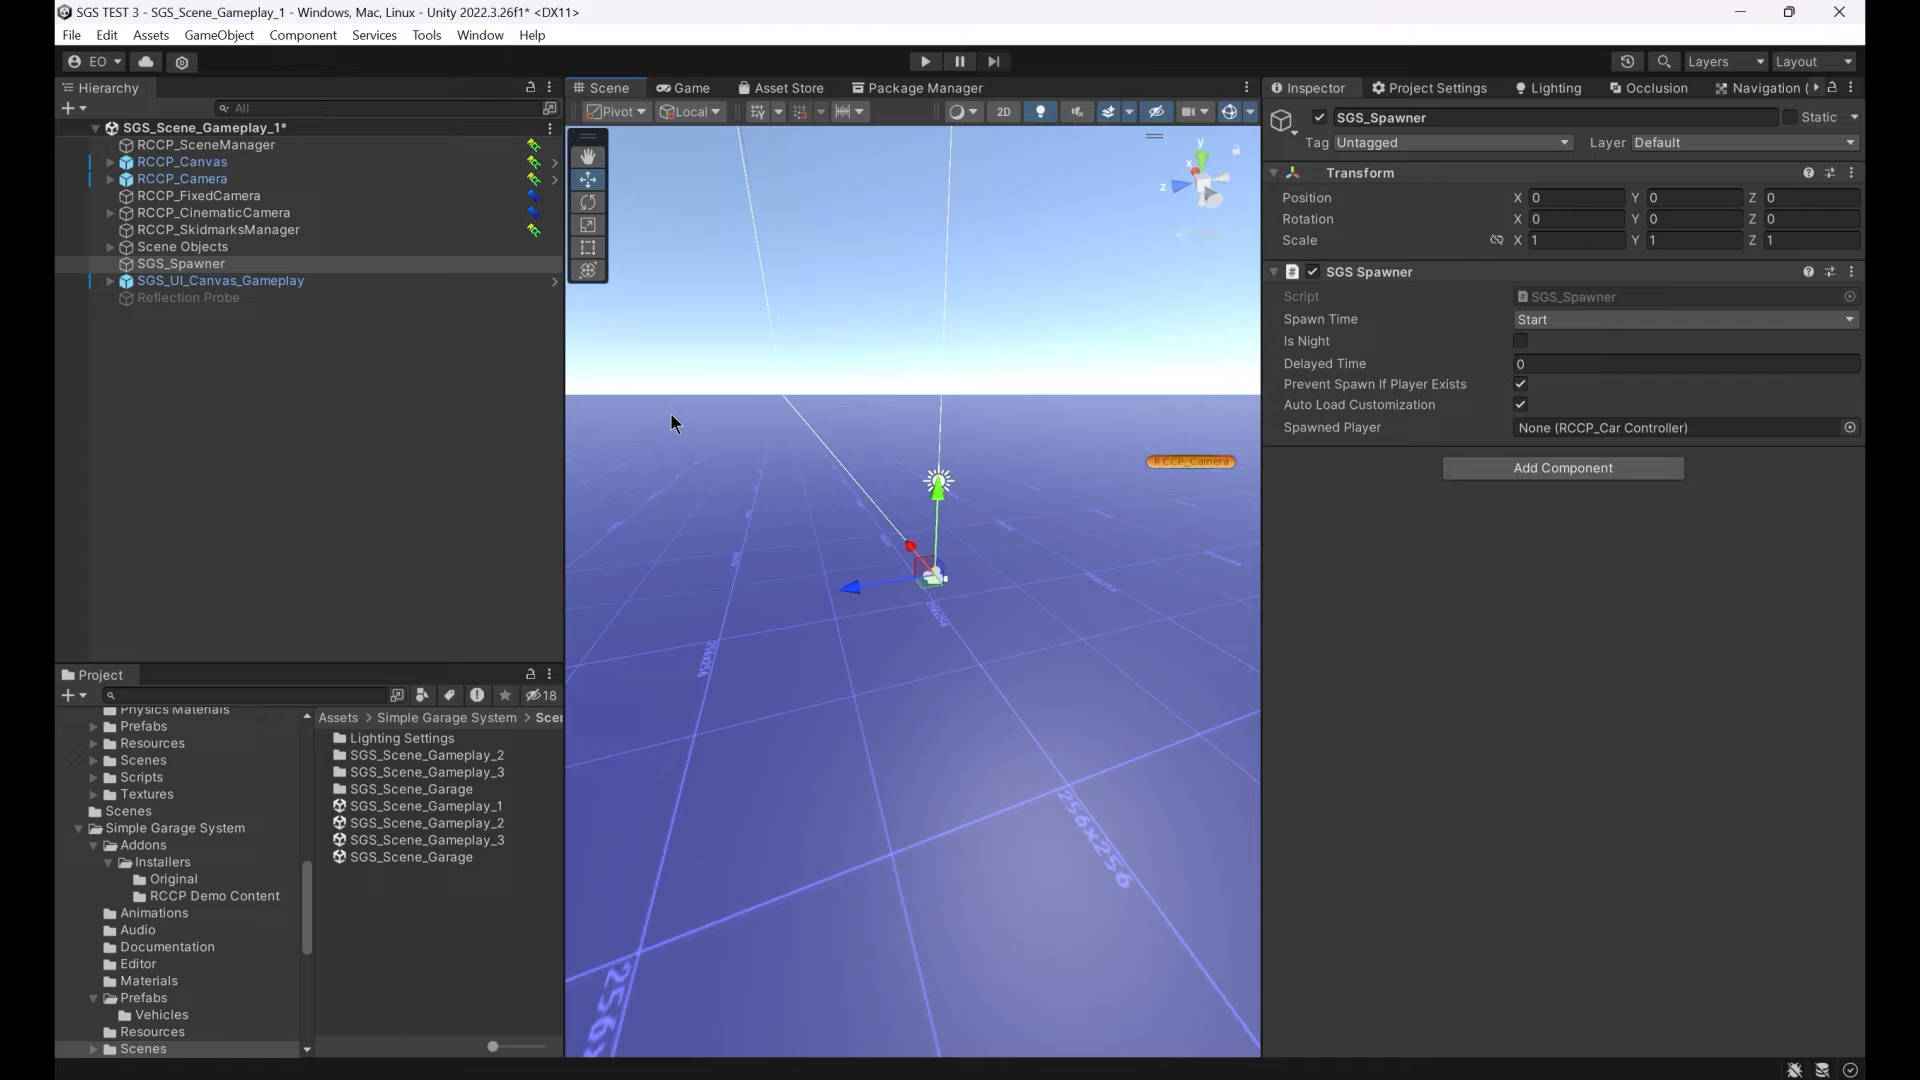 SGS TEST 3 - SGS_Scene_Gameplay_1 - Windows, Mac, Linux - Unity 2022.3.26f1* <DX11>
File Edit Assets GameObject Component Services Tools Window Help
EO
Layers
Layout
Hierarchy
All
SGS_Scene_Gameplay_1*
RCCP_SceneManager
RCCP_Canvas
RCCP_Camera
RCCP_FixedCamera
RCCP_CinematicCamera
RCCP_SkidmarksManager
Scene Objects
SGS_Spawner
SGS_UI_Canvas_Gameplay
Reflection Probe
Scene Game Asset Store Package Manager
Pivot Local 2D
y
x
z
RCCP_Camera
256x256
256x256
256x
Inspector Project Settings Lighting Occlusion Navigation (
SGS_Spawner Static
Tag Untagged Layer Default
Transform
Position X 0 Y 0 Z 0
Rotation X 0 Y 0 Z 0
Scale X 1 Y 1 Z 1
SGS Spawner
Script SGS_Spawner
Spawn Time Start
Is Night
Delayed Time 0
Prevent Spawn If Player Exists
Auto Load Customization
Spawned Player None (RCCP_Car Controller)
Add Component
Project
18
Physics Materials
Prefabs
Resources
Scenes
Scripts
Textures
Scenes
Simple Garage System
Addons
Installers
Original
RCCP Demo Content
Animations
Audio
Documentation
Editor
Materials
Prefabs
Vehicles
Resources
Scenes
Assets > Simple Garage System > Scen
Lighting Settings
SGS_Scene_Gameplay_2
SGS_Scene_Gameplay_3
SGS_Scene_Garage
SGS_Scene_Gameplay_1
SGS_Scene_Gameplay_2
SGS_Scene_Gameplay_3
SGS_Scene_Garage